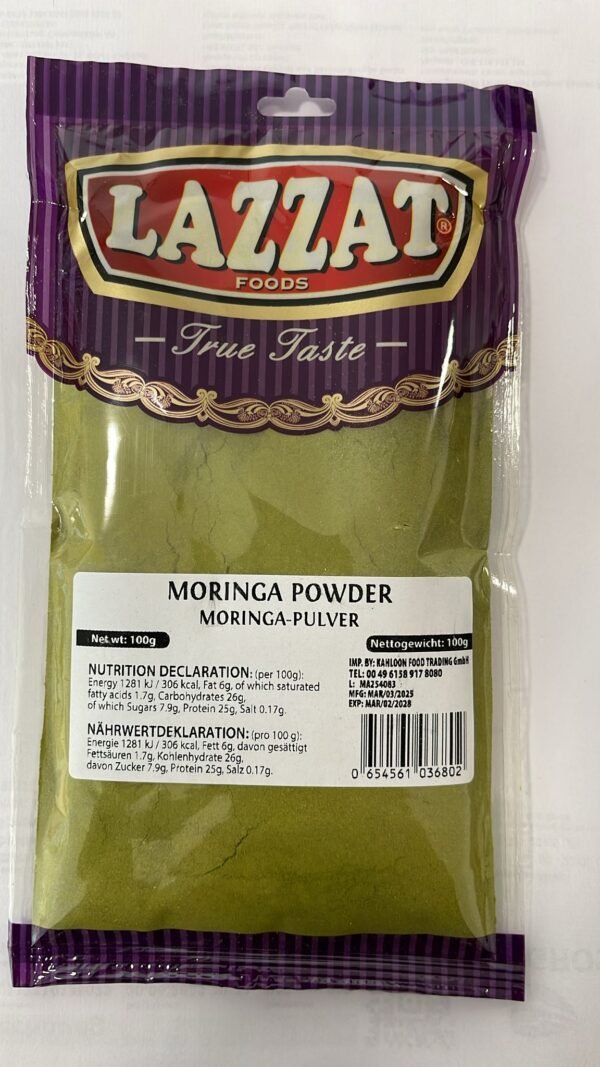 LAZZAT®
FOODS
— True Taste —
MORINGA POWDER
MORINGA-PULVER
Net wt: 100g
Nettogewicht: 100g
NUTRITION DECLARATION: (per 100g):
Energy 1281 kJ / 306 kcal, Fat 6g, of which saturated
fatty acids 1.7g, Carbohydrates 26g,
of which Sugars 7.9g, Protein 25g, Salt 0.17g.
NÄHRWERTDEKLARATION: (pro 100 g):
Energie 1281 kJ / 306 kcal, Fett 6g, davon gesättigt
Fettsäuren 1.7g, Kohlenhydrate 26g,
davon Zucker 7.9g, Protein 25g, Salz 0.17g.
IMP. BY: KAHLOON FOOD TRADING GmbH
TEL: 00 49 6158 917 8080
L: MA254083
MFG: MAR/03/2025
EXP: MAR/02/2028
0 654561 036802